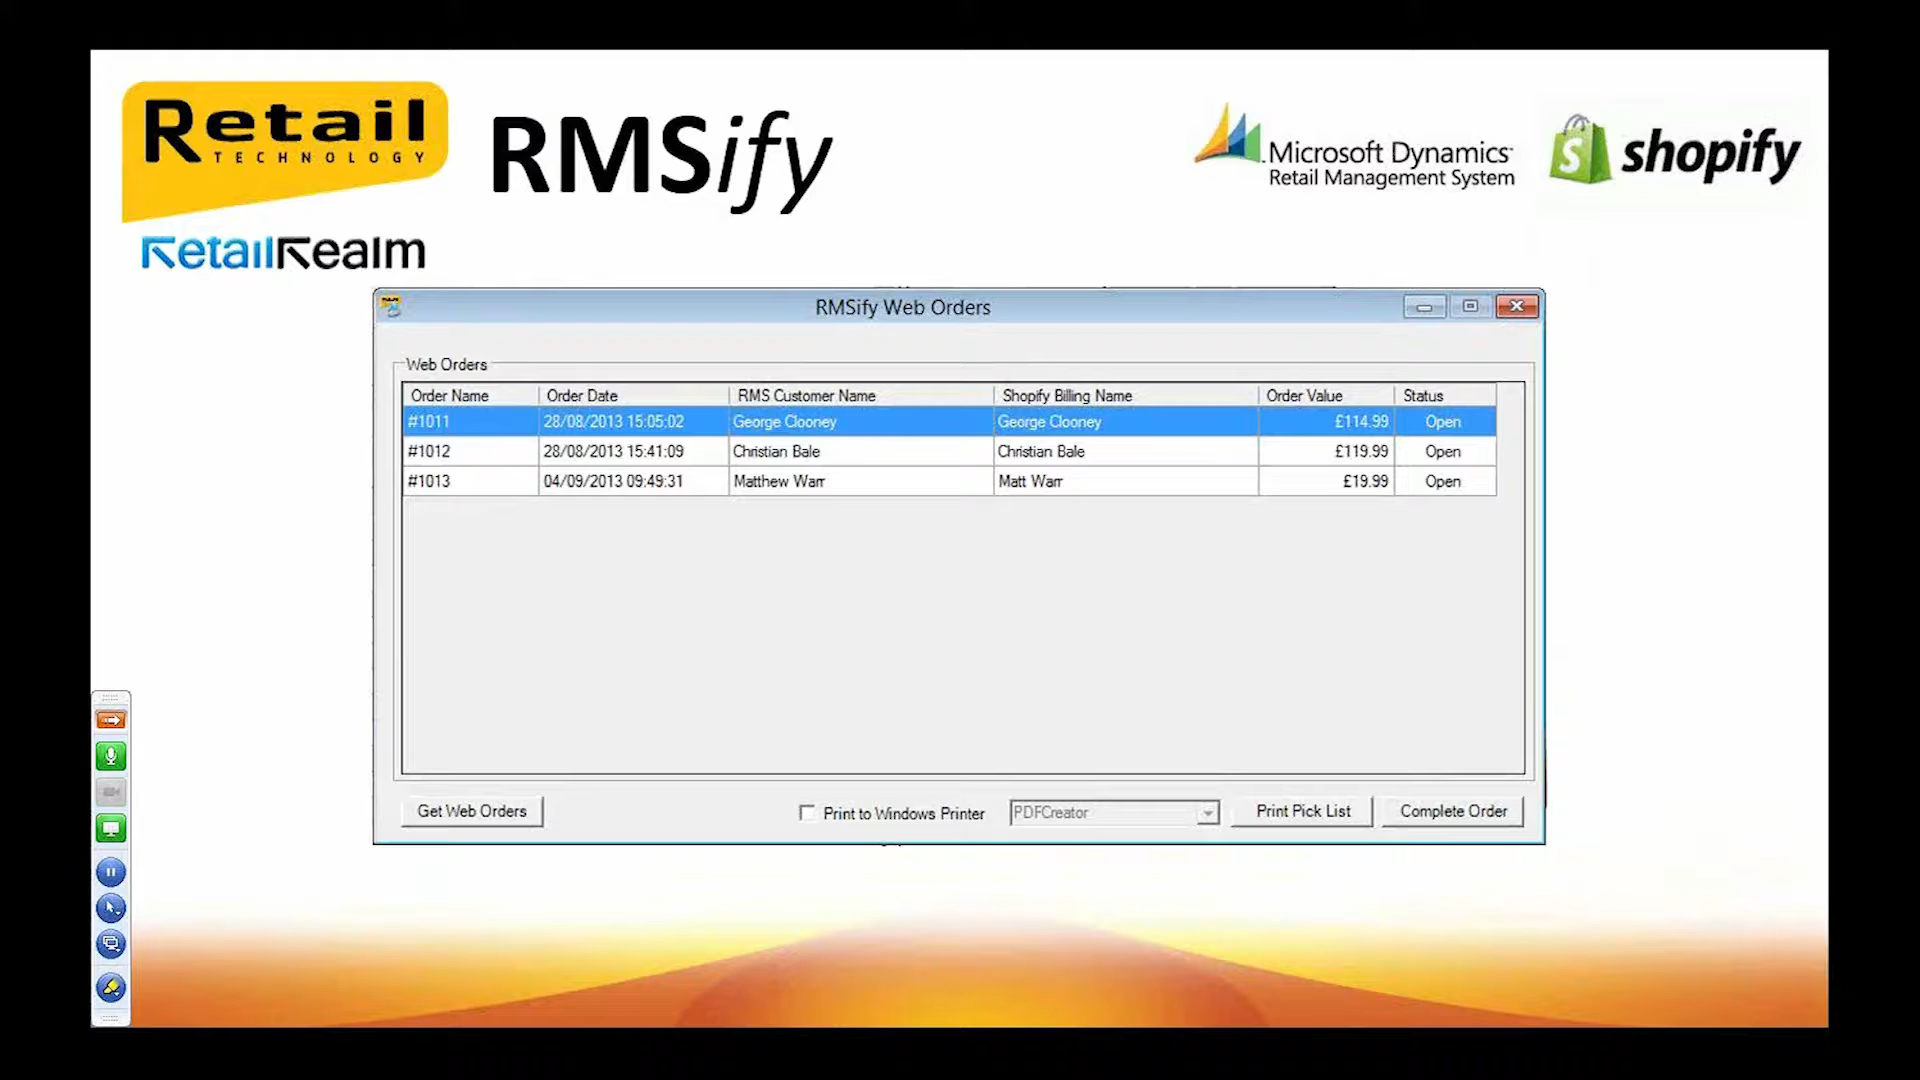 Retail
TECHNOLOGY
RMSify
Microsoft Dynamics
Retail Management System
shopify
RetailRealm
RMSify Web Orders
Web Orders
Order Name Order Date RMS Customer Name Shopify Billing Name Order Value Status
#1011 28/08/2013 15:05:02 George Clooney George Clooney £114.99 Open
#1012 28/08/2013 15:41:09 Christian Bale Christian Bale £119.99 Open
#1013 04/09/2013 09:49:31 Matthew Warr Matt Warr £19.99 Open
Get Web Orders Print to Windows Printer PDFCreator Print Pick List Complete Order